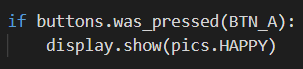 if buttons.was_pressed(BTN_A):
    display.show(pics.HAPPY)